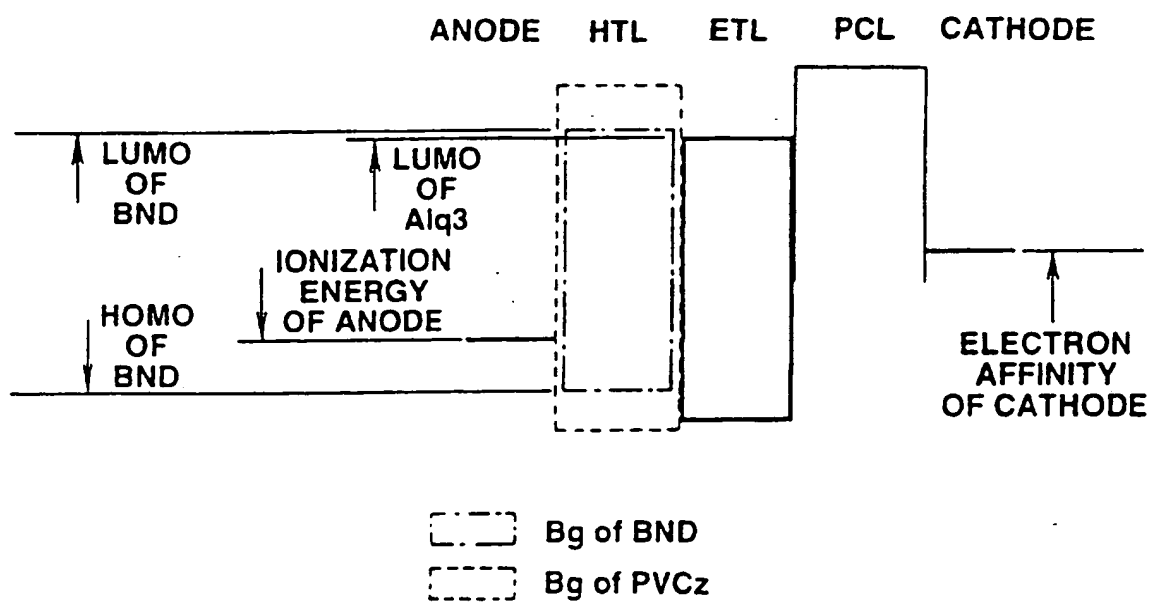 ANODE HTL ETL PCL CATHODE
LUMO
OF
BND
LUMO
OF
Alq3
IONIZATION
ENERGY
OF ANODE
HOMO
OF
BND
ELECTRON
AFFINITY
OF CATHODE
Bg of BND
Bg of PVCz